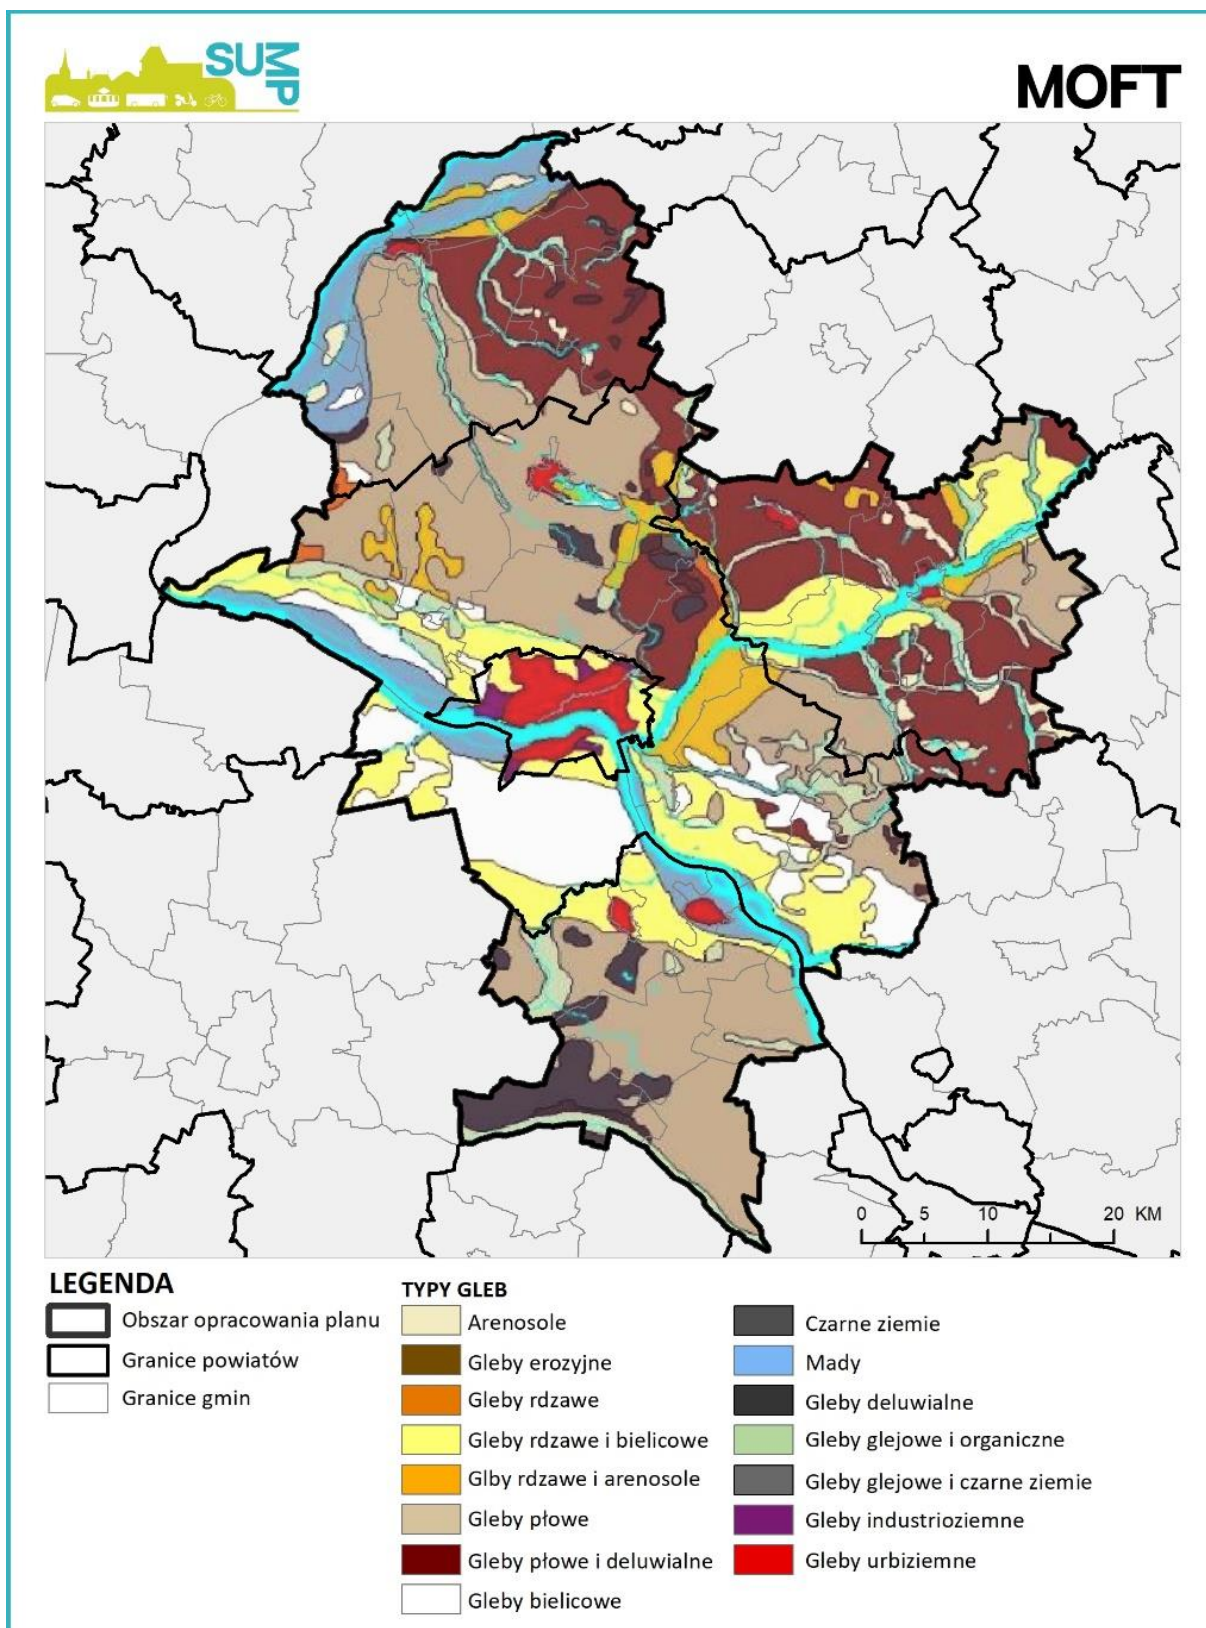 SUMP
MOFT
0 5 10 20 KM
LEGENDA
Obszar opracowania planu
Granice powiatów
Granice gmin
TYPY GLEB
Arenosole
Gleby erozyjne
Gleby rdzawe
Gleby rdzawe i bielicowe
Glby rdzawe i arenosole
Gleby płowe
Gleby płowe i deluwialne
Gleby bielicowe
Czarne ziemie
Mady
Gleby deluwialne
Gleby glejowe i organiczne
Gleby glejowe i czarne ziemie
Gleby industrioziemne
Gleby urbiziemne